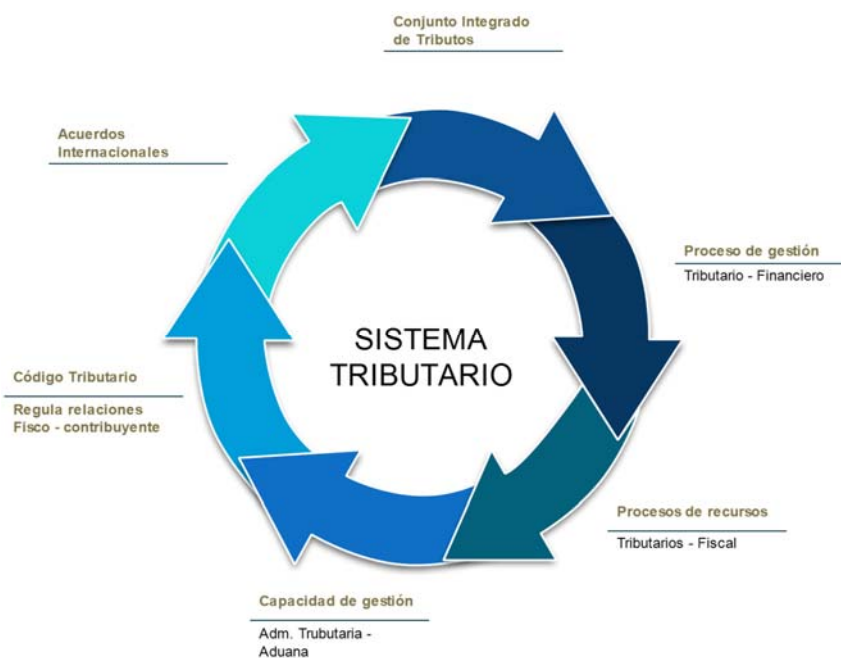 Conjunto Integrado
de Tributos
Acuerdos
Internacionales
Proceso de gestión
Tributario - Financiero
SISTEMA
TRIBUTARIO
Código Tributario
Regula relaciones
Fisco - contribuyente
Procesos de recursos
Tributarios - Fiscal
Capacidad de gestión
Adm. Trubutaria -
Aduana